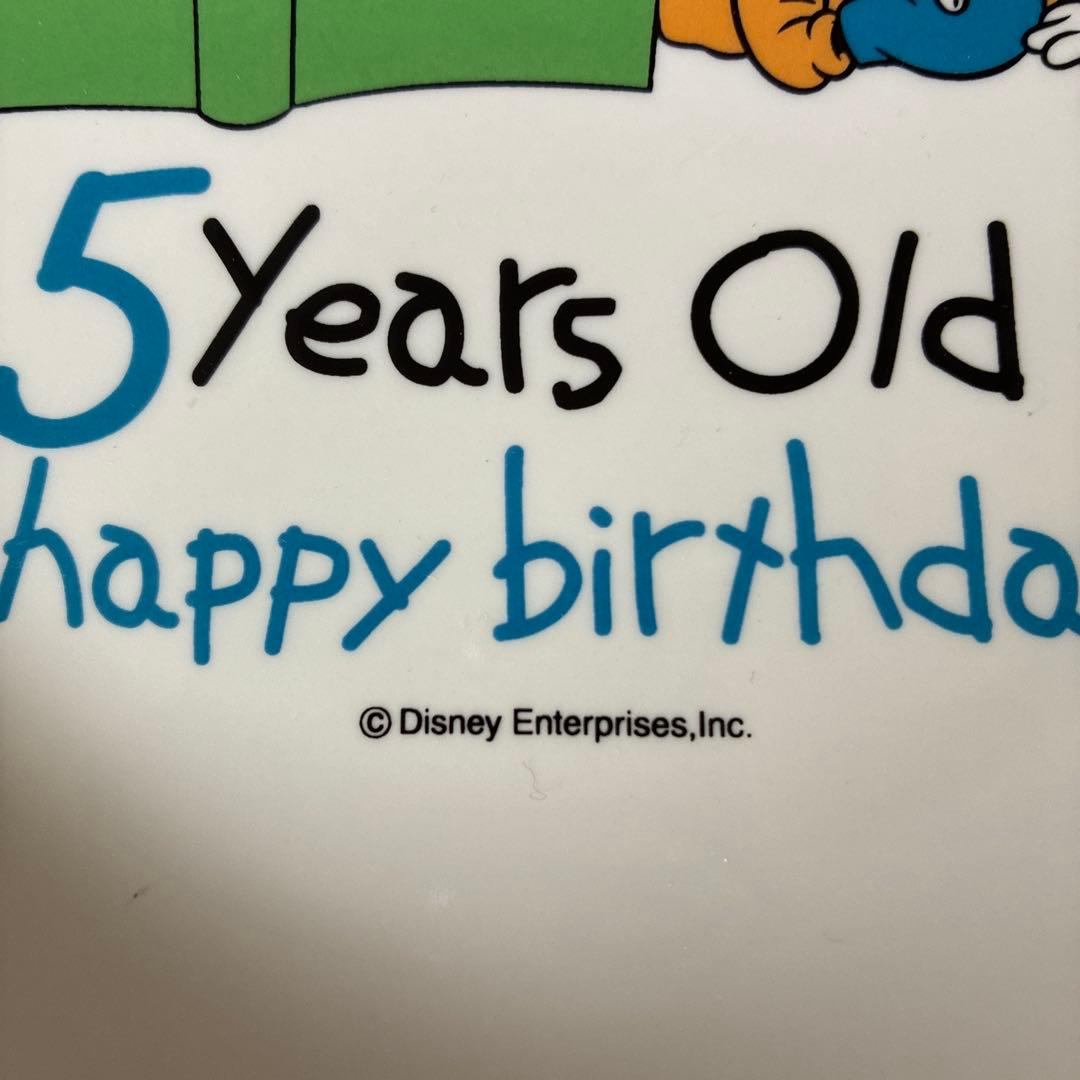 5 Years Old
happy birthda
© Disney Enterprises,Inc.